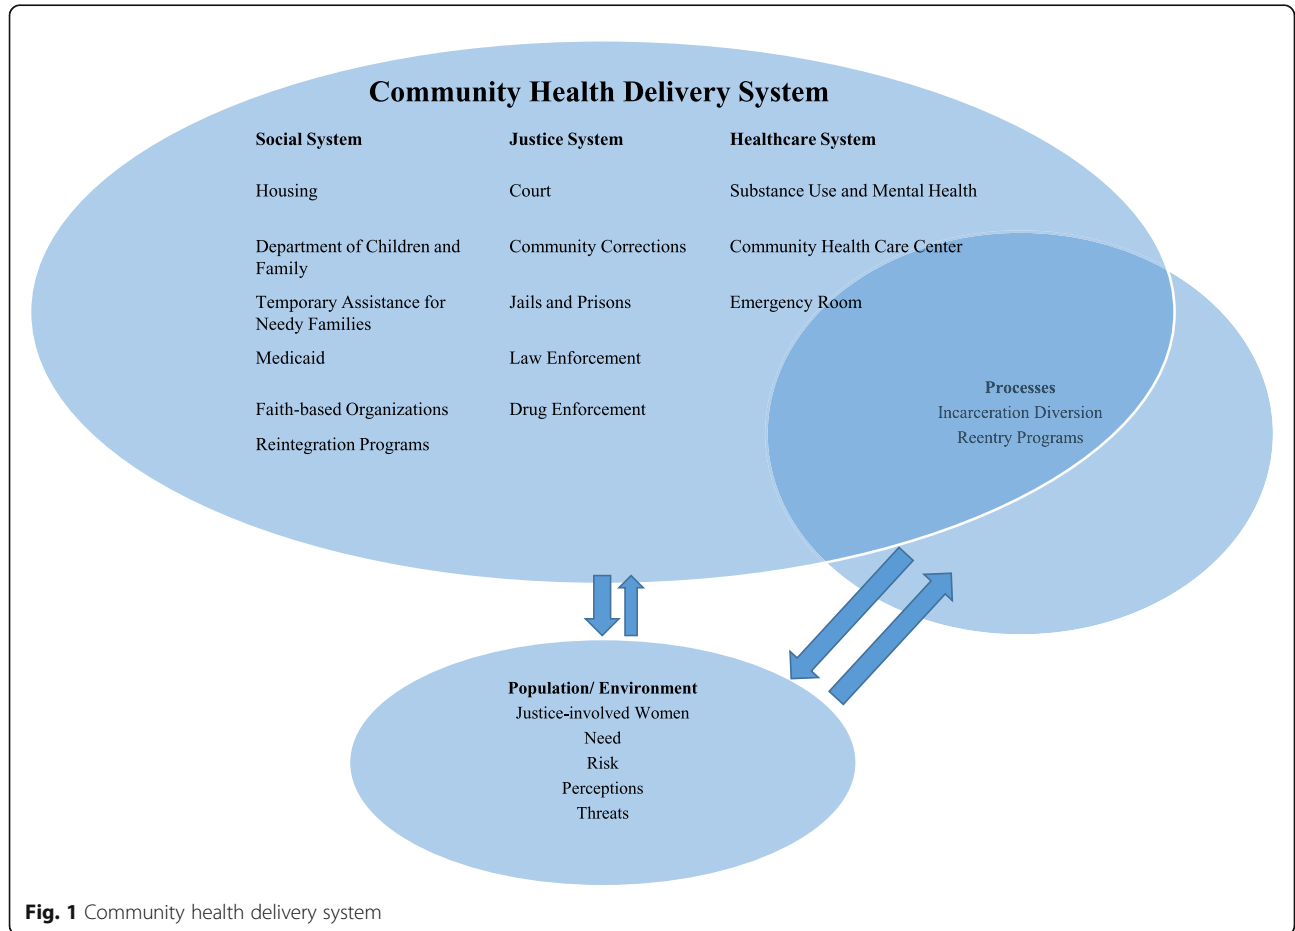 Community Health Delivery System
Social System
Justice System
Healthcare System
Housing
Court
Substance Use and Mental Health
Department of Children and
Family
Community Corrections
Community Health Care Center
Temporary Assistance for
Needy Families
Jails and Prisons
Emergency Room
Medicaid
Law Enforcement
Faith-based Organizations
Drug Enforcement
Reintegration Programs
Processes
Incarceration Diversion
Reentry Programs
Population/ Environment
Justice-involved Women
Need
Risk
Perceptions
Threats
Fig. 1 Community health delivery system